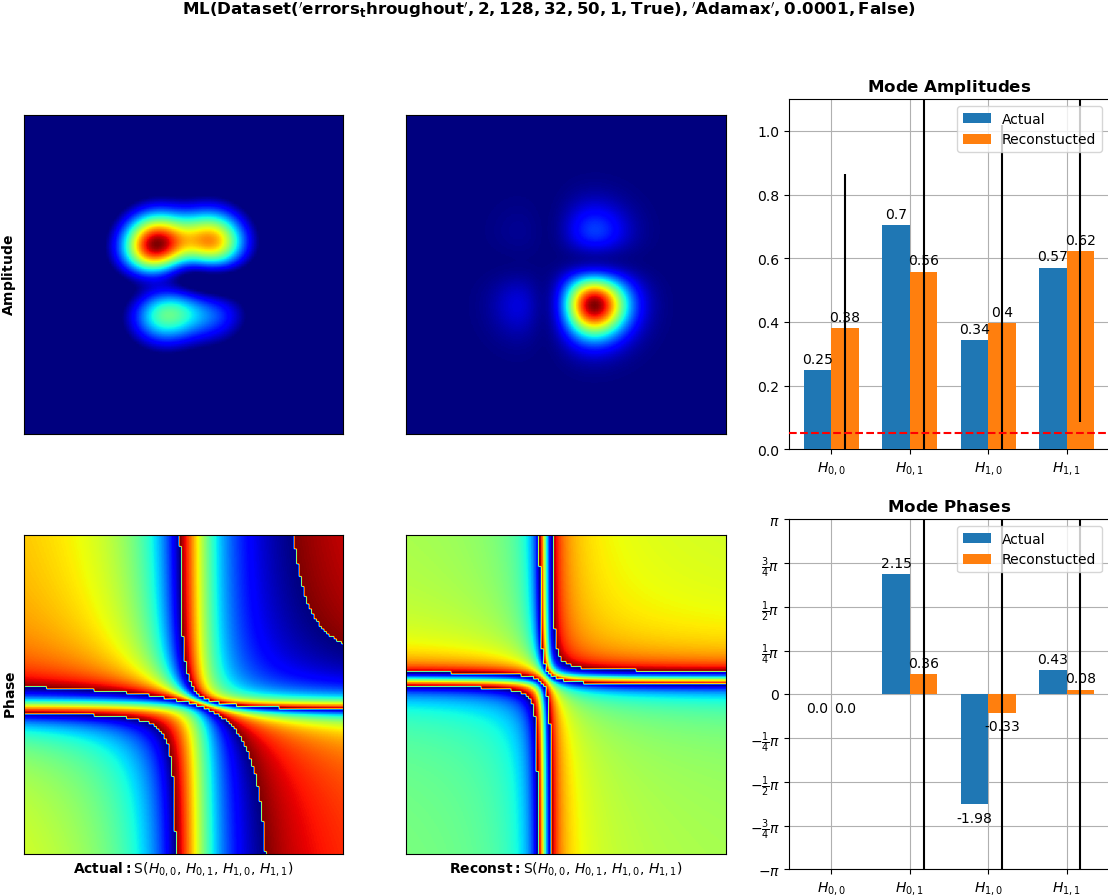 ML(Dataset('errors_throughout', 2, 128, 32, 50, 1, True), 'Adamax', 0.0001, False)
Amplitude
Mode Amplitudes
Actual
Reconstucted
1.0
0.8
0.6
0.4
0.2
0.0
0.25
0.38
0.7
0.56
0.34
0.4
0.57
0.62
H0,0
H0,1
H1,0
H1,1
Phase
Actual: S(H0,0, H0,1, H1,0, H1,1)
Reconst: S(H0,0, H0,1, H1,0, H1,1)
Mode Phases
Actual
Reconstucted
π
3/4π
1/2π
1/4π
0
−1/4π
−1/2π
−3/4π
−π
0.0
0.0
2.15
0.36
-1.98
-0.33
0.43
0.08
H0,0
H0,1
H1,0
H1,1